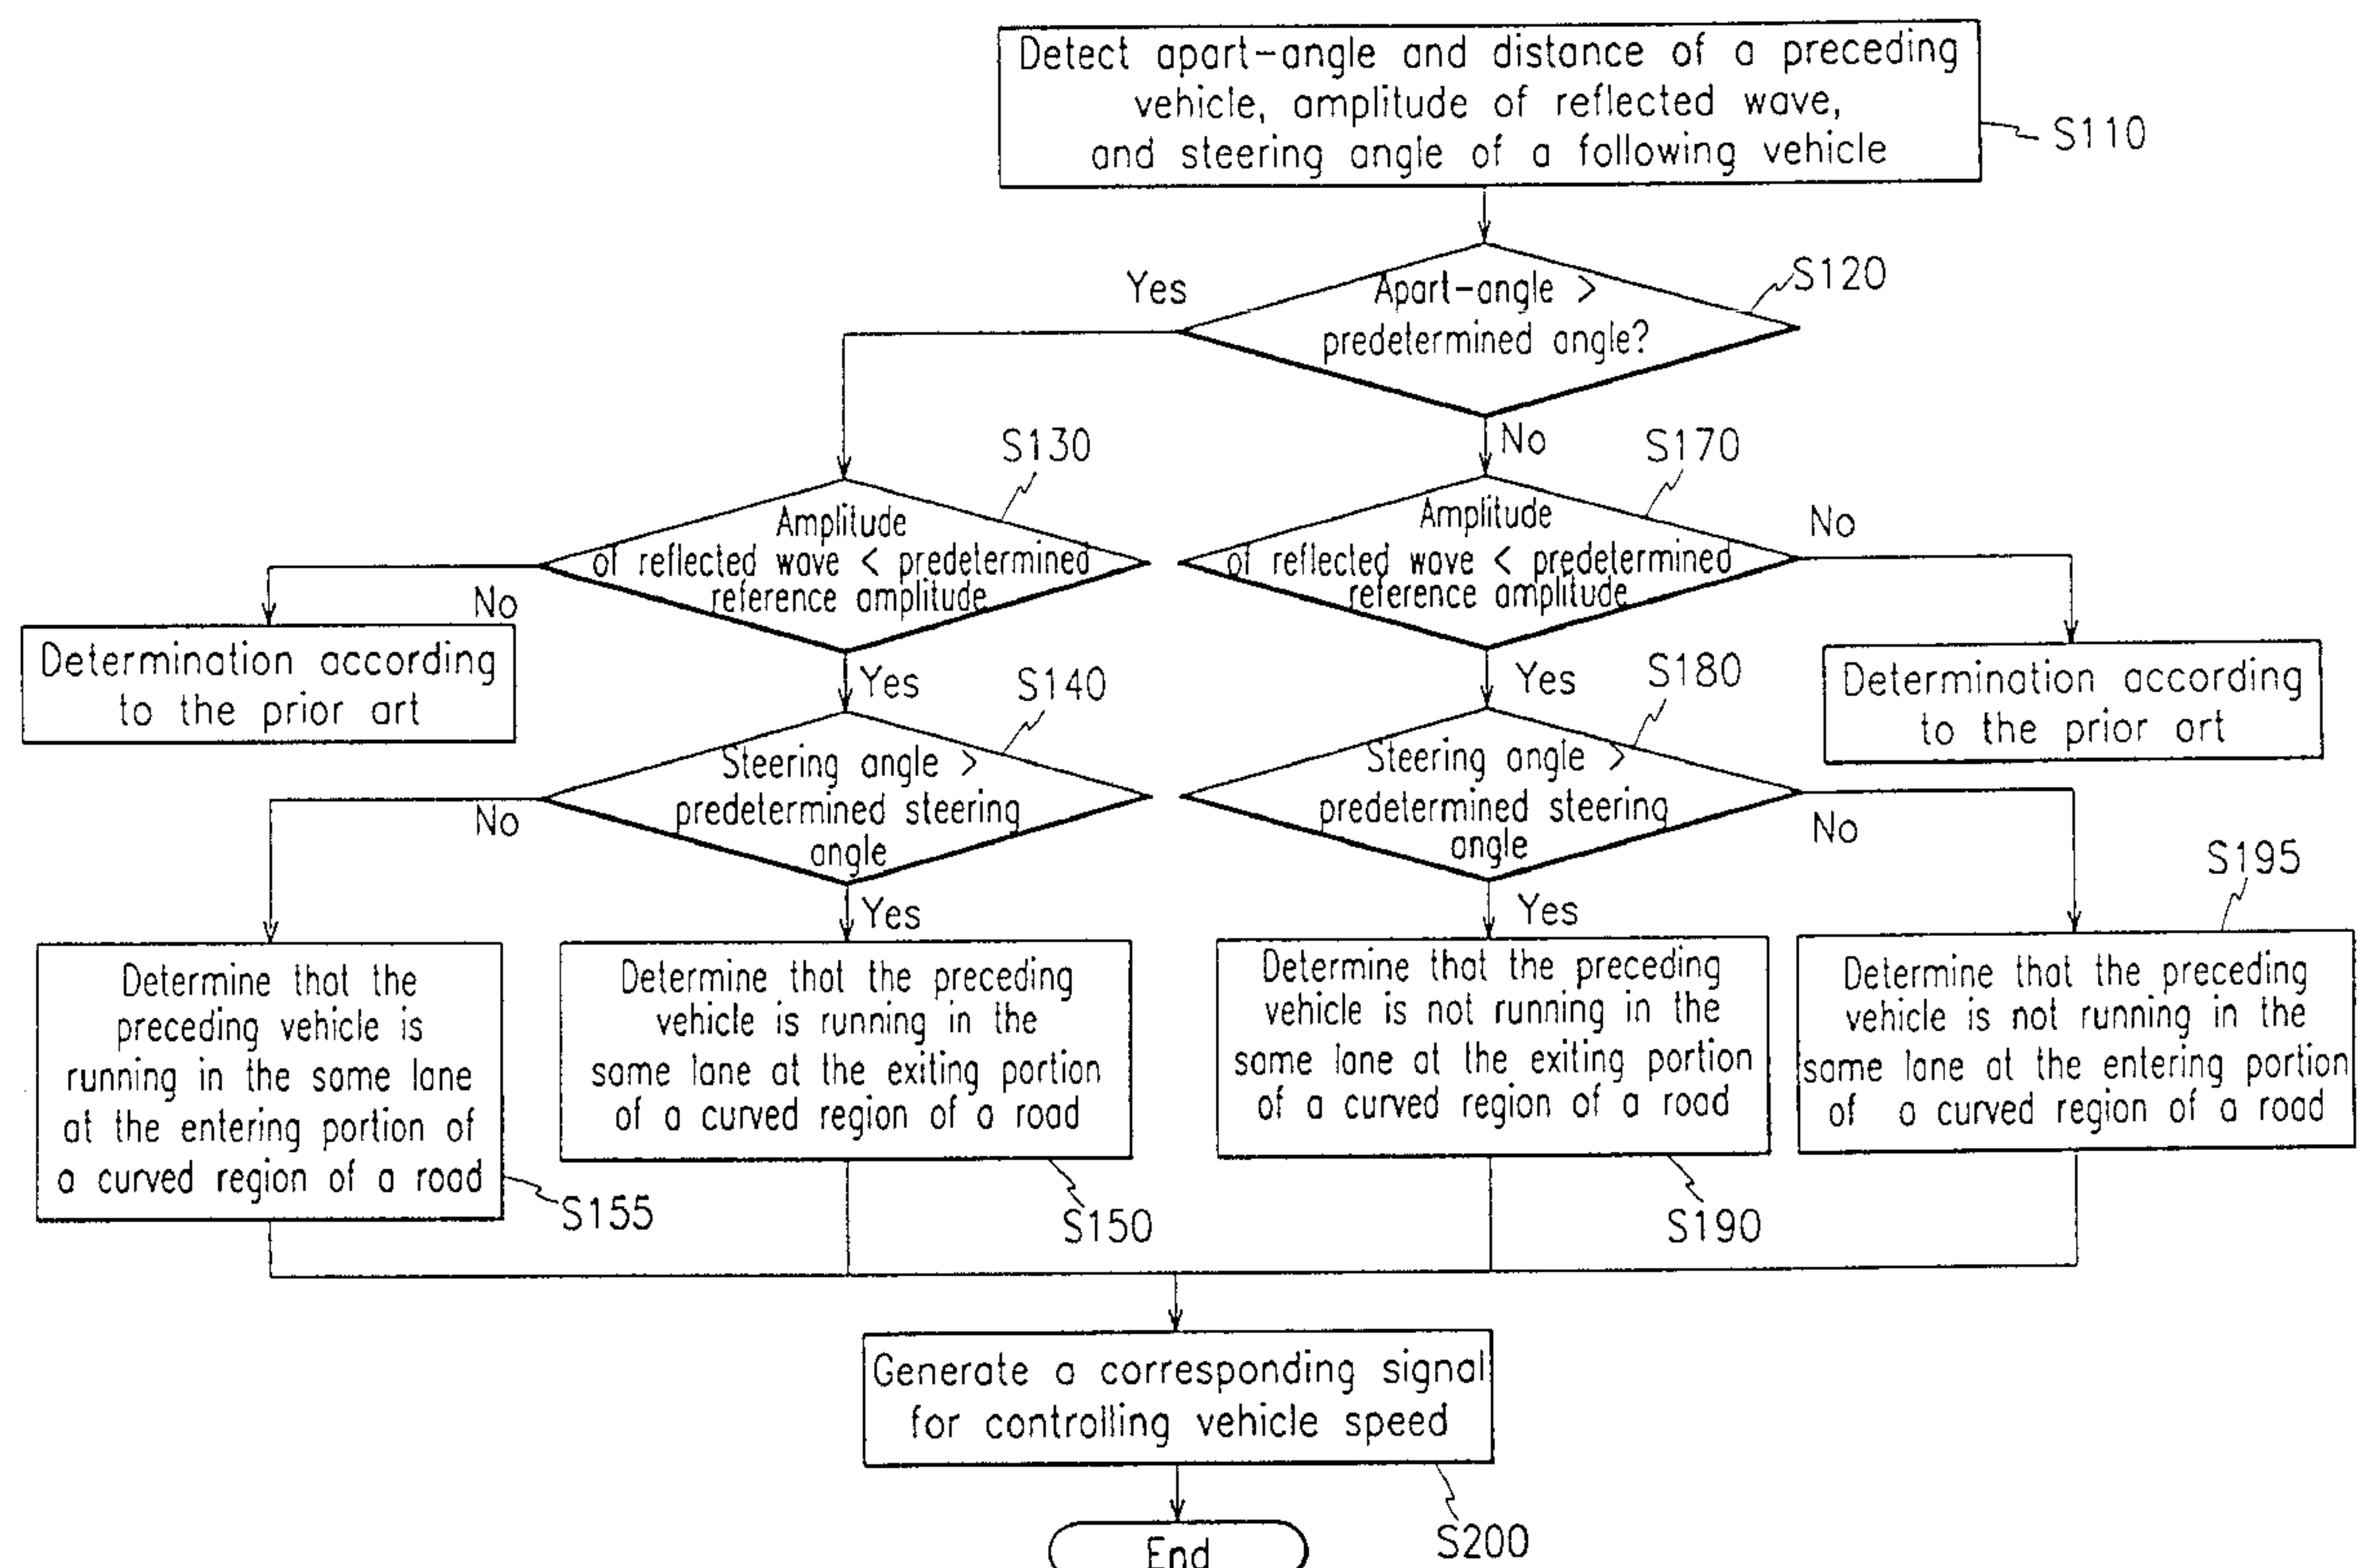 Detect apart-angle and distance of a preceding
vehicle, amplitude of reflected wave,
and steering angle of a following vehicle
S110
Yes
Apart-angle >
predetermined angle?
S120
No
S130
Amplitude
of reflected wave < predetermined
reference amplitude
No
Yes
S170
Amplitude
of reflected wave < predetermined
reference amplitude
No
Yes
Determination according
to the prior art
S140
Steering angle >
predetermined steering
angle
No
Yes
S180
Steering angle >
predetermined steering
angle
No
Yes
Determination according
to the prior art
Determine that the
preceding vehicle is
running in the same lane
at the entering portion of
a curved region of a road
S155
Determine that the preceding
vehicle is running in the
same lane at the exiting portion
of a curved region of a road
S150
Determine that the preceding
vehicle is not running in the
same lane at the exiting portion
of a curved region of a road
S190
S195
Determine that the preceding
vehicle is not running in the
same lane at the entering portion
of a curved region of a road
Generate a corresponding signal
for controlling vehicle speed
S200
End